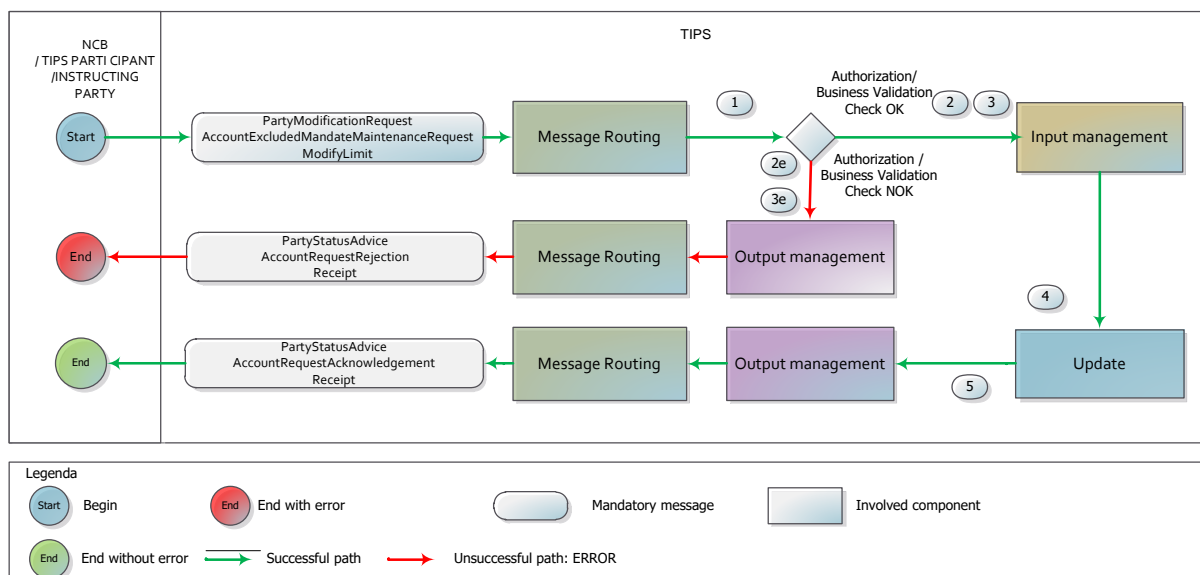 NCB
/ TIPS PARTI CIPANT
/INSTRUCTING
PARTY
TIPS
Start
PartyModificationRequest
AccountExcludedMandateMaintenanceRequest
ModifyLimit
Message Routing
1
Authorization/
Business Validation
Check OK
2
3
Input management
2e
3e
Authorization /
Business Validation
Check NOK
End
PartyStatusAdvice
AccountRequestRejection
Receipt
Message Routing
Output management
4
End
PartyStatusAdvice
AccountRequestAcknowledgement
Receipt
Message Routing
Output management
5
Update
Legenda
Start
Begin
End
End with error
Mandatory message
Involved component
End
End without error
Successful path
Unsuccessful path: ERROR